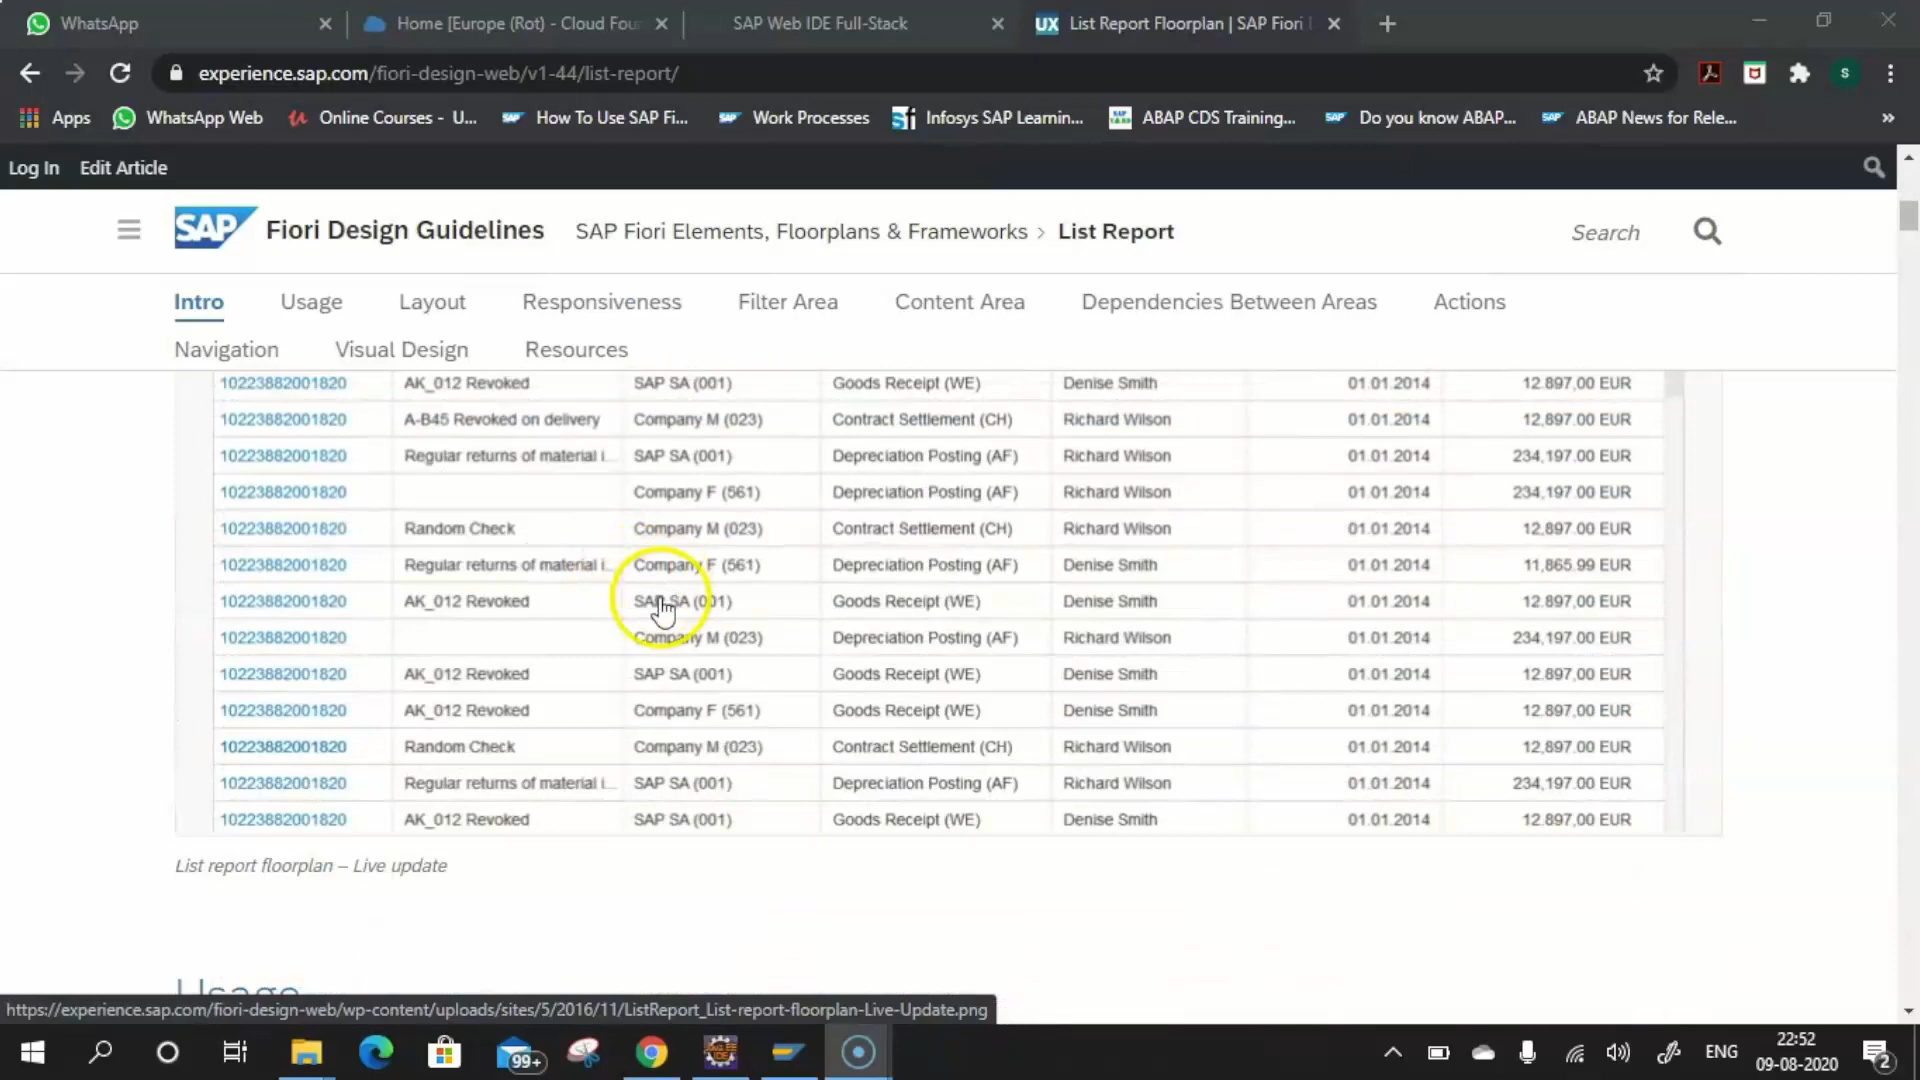 WhatsApp
Home [Europe (Rot) - Cloud Fou
SAP Web IDE Full-Stack
UX List Report Floorplan | SAP Fiori
experience.sap.com/fiori-design-web/v1-44/list-report/
S
Apps WhatsApp Web Online Courses - U... How To Use SAP Fi... Work Processes Infosys SAP Learnin... ABAP CDS Training... Do you know ABAP... ABAP News for Rele... »
Log In Edit Article
SAP Fiori Design Guidelines SAP Fiori Elements, Floorplans & Frameworks > List Report Search
Intro Usage Layout Responsiveness Filter Area Content Area Dependencies Between Areas Actions
Navigation Visual Design Resources
10223882001820 AK_012 Revoked SAP SA (001) Goods Receipt (WE) Denise Smith 01.01.2014 12.897,00 EUR
10223882001820 A-B45 Revoked on delivery Company M (023) Contract Settlement (CH) Richard Wilson 01.01.2014 12,897.00 EUR
10223882001820 Regular returns of material i... SAP SA (001) Depreciation Posting (AF) Richard Wilson 01.01.2014 234,197.00 EUR
10223882001820 Company F (561) Depreciation Posting (AF) Richard Wilson 01.01.2014 234,197.00 EUR
10223882001820 Random Check Company M (023) Contract Settlement (CH) Richard Wilson 01.01.2014 12,897.00 EUR
10223882001820 Regular returns of material i... Company F (561) Depreciation Posting (AF) Denise Smith 01.01.2014 11,865.99 EUR
10223882001820 AK_012 Revoked SAP SA (001) Goods Receipt (WE) Denise Smith 01.01.2014 12.897,00 EUR
10223882001820 Company M (023) Depreciation Posting (AF) Richard Wilson 01.01.2014 234,197.00 EUR
10223882001820 AK_012 Revoked SAP SA (001) Goods Receipt (WE) Denise Smith 01.01.2014 12.897,00 EUR
10223882001820 AK_012 Revoked Company F (561) Goods Receipt (WE) Denise Smith 01.01.2014 12.897,00 EUR
10223882001820 Random Check Company M (023) Contract Settlement (CH) Richard Wilson 01.01.2014 12,897.00 EUR
10223882001820 Regular returns of material i... SAP SA (001) Depreciation Posting (AF) Richard Wilson 01.01.2014 234,197.00 EUR
10223882001820 AK_012 Revoked SAP SA (001) Goods Receipt (WE) Denise Smith 01.01.2014 12.897,00 EUR
List report floorplan – Live update
Usage
https://experience.sap.com/fiori-design-web/wp-content/uploads/sites/5/2016/11/ListReport_List-report-floorplan-Live-Update.png
99+
ENG
22:52
09-08-2020
2